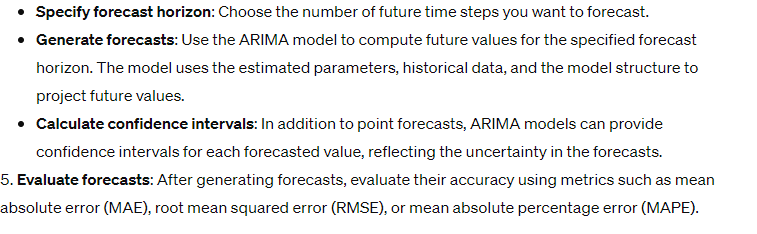 • Specify forecast horizon: Choose the number of future time steps you want to forecast.
• Generate forecasts: Use the ARIMA model to compute future values for the specified forecast
horizon. The model uses the estimated parameters, historical data, and the model structure to
project future values.
• Calculate confidence intervals: In addition to point forecasts, ARIMA models can provide
confidence intervals for each forecasted value, reflecting the uncertainty in the forecasts.
5. Evaluate forecasts: After generating forecasts, evaluate their accuracy using metrics such as mean
absolute error (MAE), root mean squared error (RMSE), or mean absolute percentage error (MAPE).